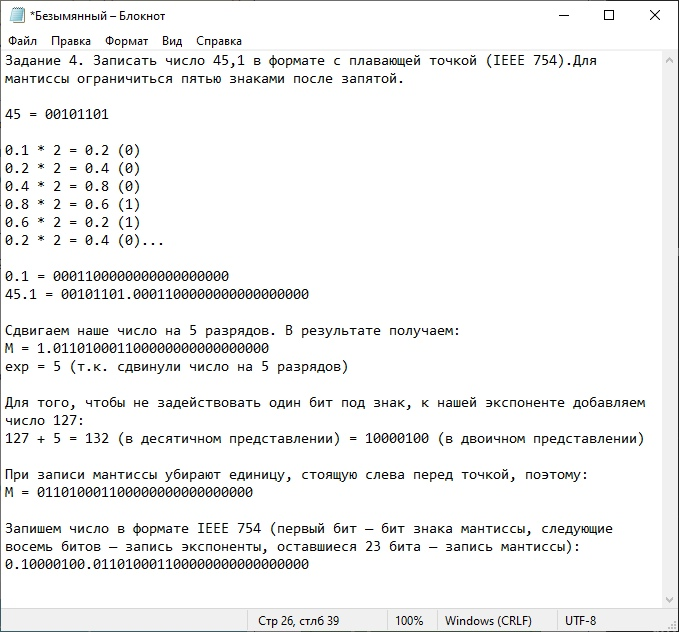 *Безымянный – Блокнот
Файл Правка Формат Вид Справка
Задание 4. Записать число 45,1 в формате с плавающей точкой (IEEE 754).Для
мантиссы ограничиться пятью знаками после запятой.
45 = 00101101
0.1 * 2 = 0.2 (0)
0.2 * 2 = 0.4 (0)
0.4 * 2 = 0.8 (0)
0.8 * 2 = 0.6 (1)
0.6 * 2 = 0.2 (1)
0.2 * 2 = 0.4 (0)...
0.1 = 0001100000000000000000
45.1 = 00101101.0001100000000000000000
Сдвигаем наше число на 5 разрядов. В результате получаем:
M = 1.011010001100000000000000000
exp = 5 (т.к. сдвинули число на 5 разрядов)
Для того, чтобы не задействовать один бит под знак, к нашей экспоненте добавляем
число 127:
127 + 5 = 132 (в десятичном представлении) = 10000100 (в двоичном представлении)
При записи мантиссы убирают единицу, стоящую слева перед точкой, поэтому:
M = 011010001100000000000000000
Запишем число в формате IEEE 754 (первый бит – бит знака мантиссы, следующие
восемь битов – запись экспоненты, оставшиеся 23 бита – запись мантиссы):
0.10000100.011010001100000000000000000
Стр 26, стлб 39 100% Windows (CRLF) UTF-8